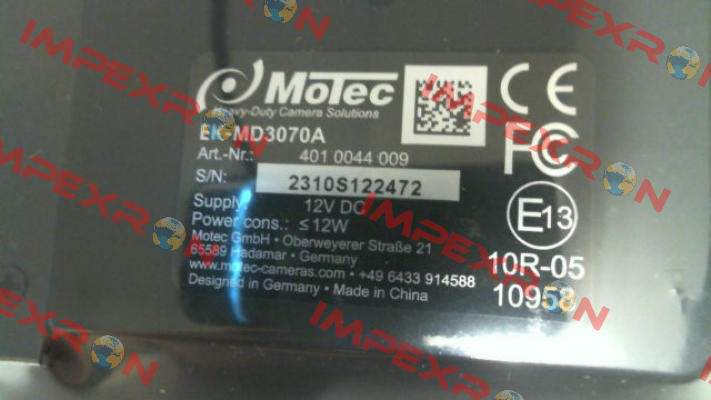 MOTEC
Heavy-Duty Camera Solutions
EK-MD3070A
Art.-Nr.: 401 0044 009
S/N: 2310S122472
Supply 12V DC
Power cons.: ≤12W
Motec GmbH • Oberweyerer Straße 21
65589 Hadamar • Germany
www.motec-cameras.com • +49 6433 914588
Designed in Germany • Made in China
CE
FC
E13
10R-05
10958
IMPEXRON
IMPEXRON
IMPEXRON
IMPEXRON
IMPEXRON